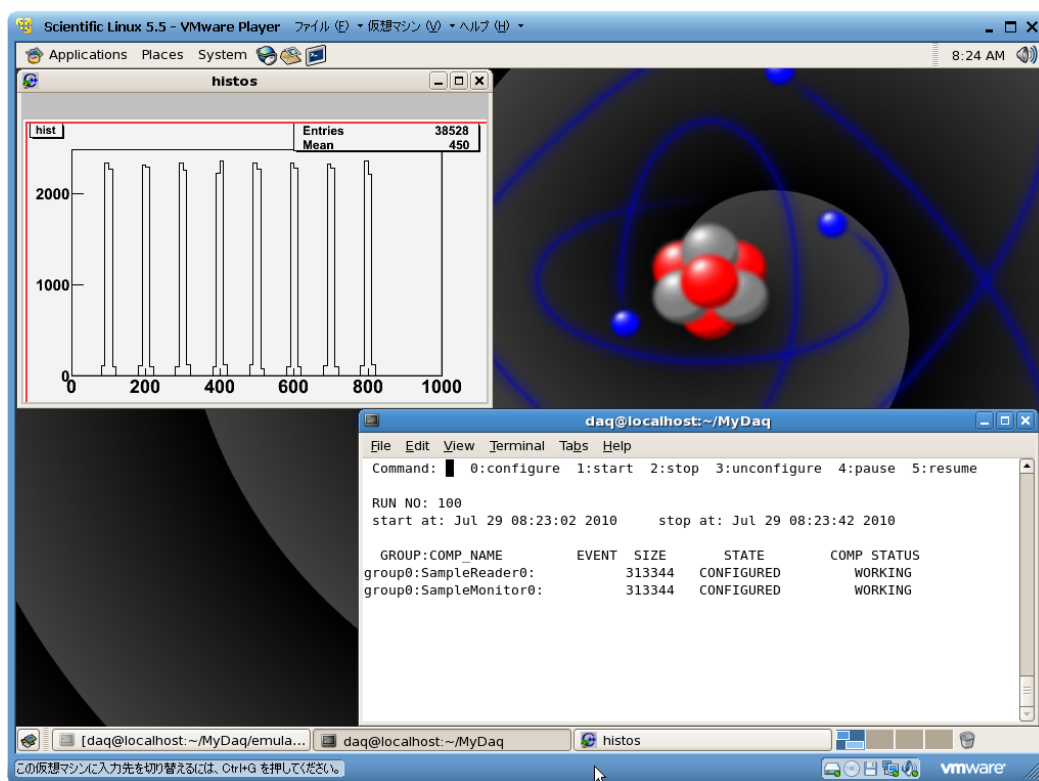 Scientific Linux 5.5 - VMware Player ファイル (F) 仮想マシン (V) ヘルプ (H)
Applications Places System 8:24 AM
histos
hist
Entries 38528
Mean 450
2000
1000
0
0 200 400 600 800 1000
daq@localhost:~/MyDaq
File Edit View Terminal Tabs Help
Command: 0:configure 1:start 2:stop 3:unconfigure 4:pause 5:resume
RUN NO: 100
start at: Jul 29 08:23:02 2010 stop at: Jul 29 08:23:42 2010
GROUP:COMP_NAME EVENT SIZE STATE COMP STATUS
group0:SampleReader0: 313344 CONFIGURED WORKING
group0:SampleMonitor0: 313344 CONFIGURED WORKING
[daq@localhost:~/MyDaq/emula... daq@localhost:~/MyDaq histos
この仮想マシンに入力先を切り替えるには、Ctrl+G を押してください。 vmware